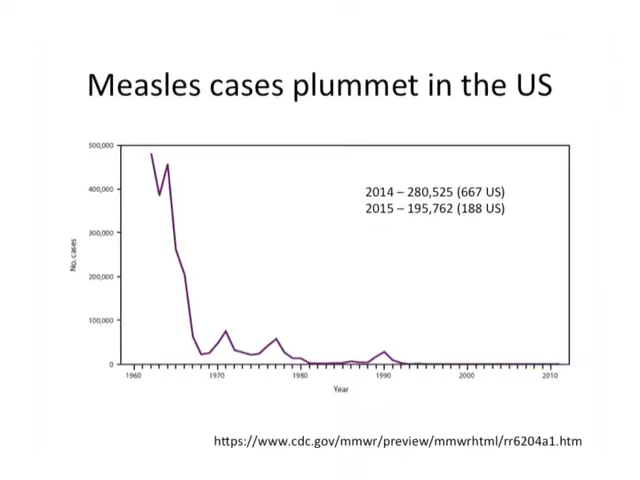 Measles cases plummet in the US
500,000
400,000
300,000
200,000
100,000
0
No. cases
2014 – 280,525 (667 US)
2015 – 195,762 (188 US)
1960 1970 1980 1990 2000 2010
Year
https://www.cdc.gov/mmwr/preview/mmwrhtml/rr6204a1.htm